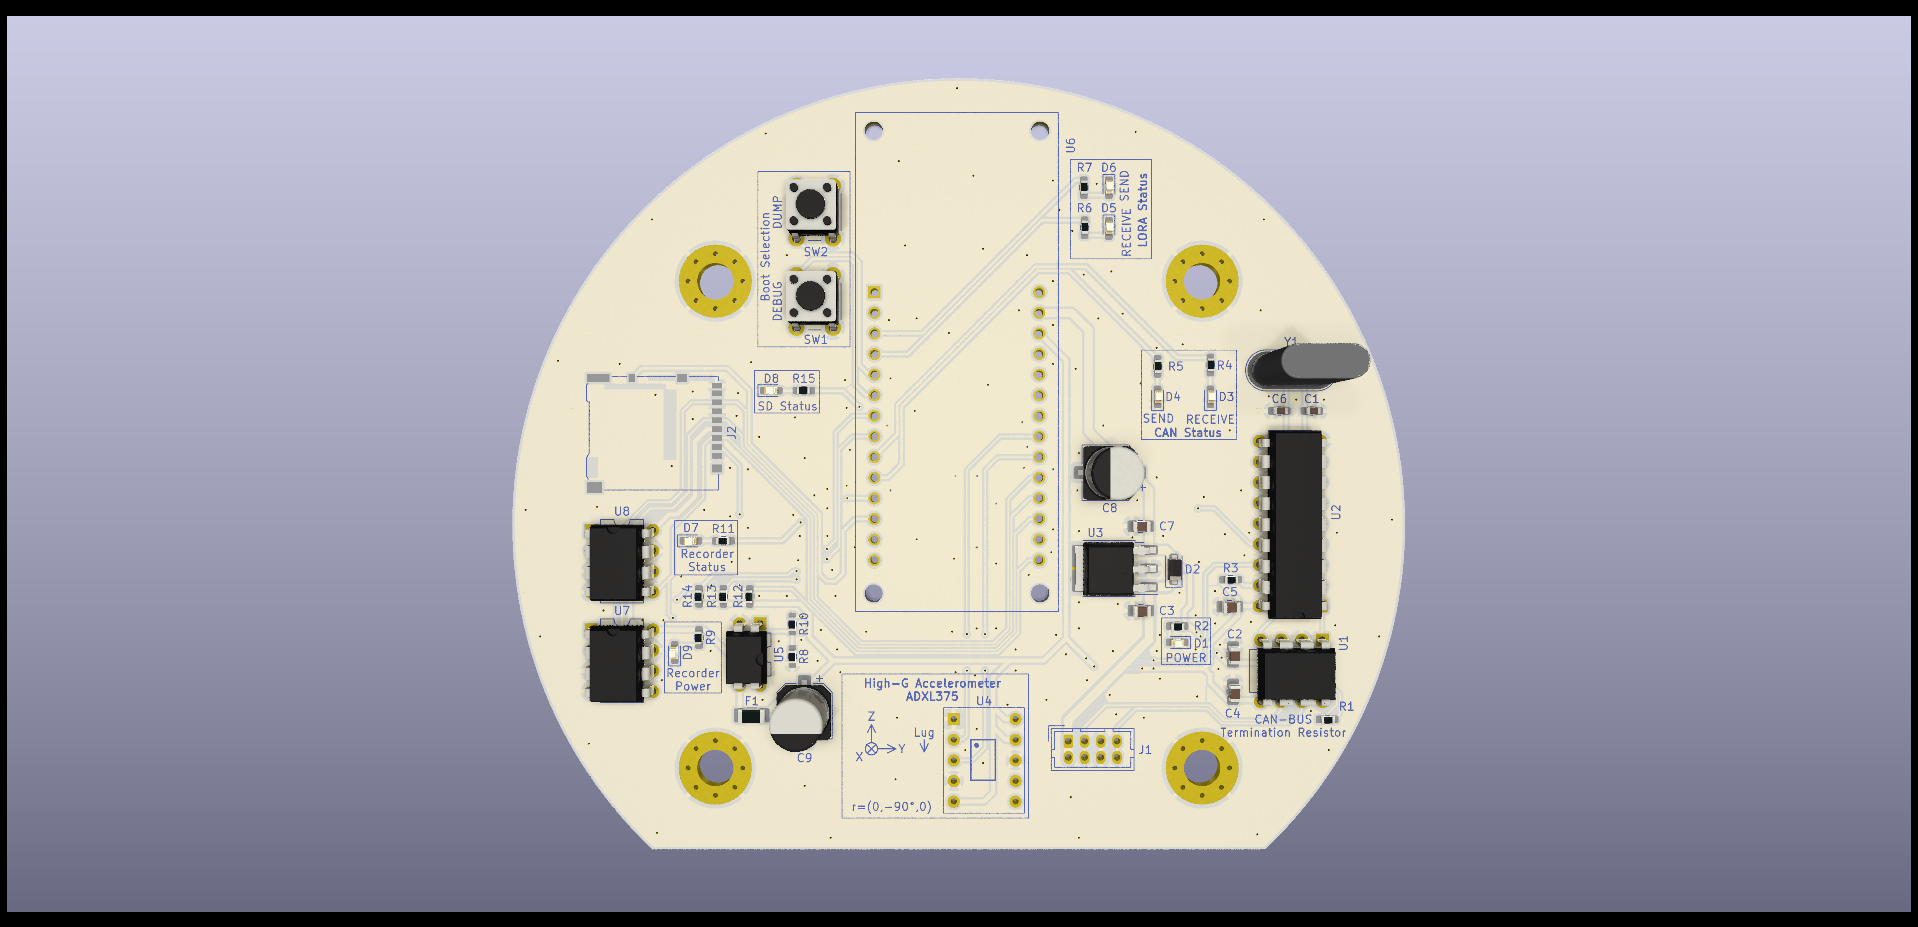 U6
R7 D6
R6 D5
RECEIVE SEND
LORA Status
Boot Selection
DEBUG DUMP
SW2
SW1
Y1
R5 R4
D4 D3
SEND RECEIVE
CAN Status
C6 C1
D8 R15
SD Status
J2
C8
U8
D7 R11
Recorder
Status
C7
U3
U2
D2
R3
C5
R14 R13 R12
U7
C3
R10
R2
D1
POWER
R9
D9
Recorder
Power
U5
R8
C2
U1
F1
C9
High-G Accelerometer
ADXL375
U4
Z
X
Y
Lug
r=(0,-90°,0)
J1
C4
R1
CAN-BUS
Termination Resistor